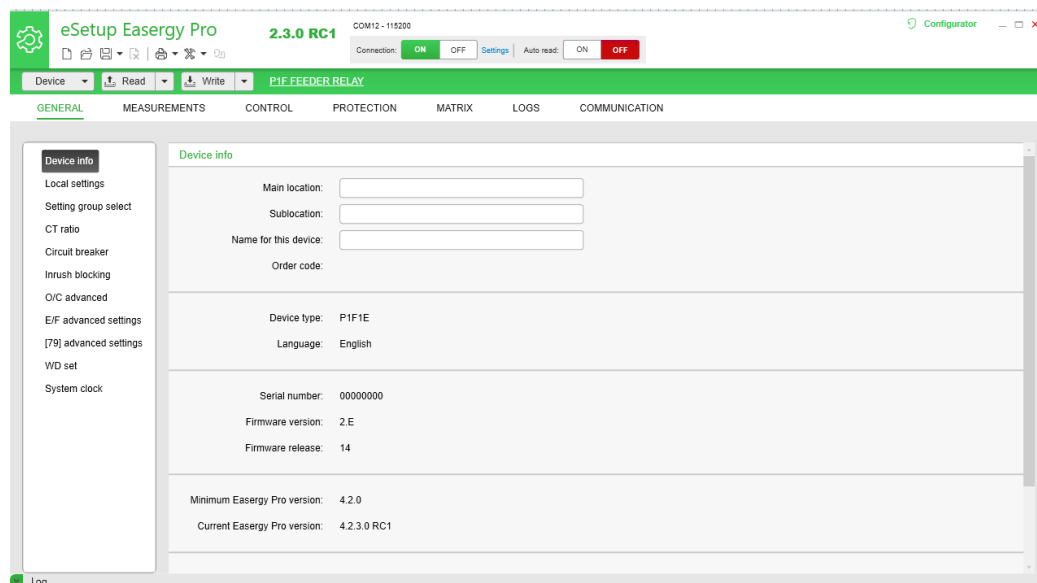 eSetup Easergy Pro
2.3.0 RC1
COM12 - 115200
Connection: ON OFF Settings Auto read: ON OFF
Configurator
Device Read Write P1F FEEDER RELAY
GENERAL MEASUREMENTS CONTROL PROTECTION MATRIX LOGS COMMUNICATION
Device info
Local settings
Setting group select
CT ratio
Circuit breaker
Inrush blocking
O/C advanced
E/F advanced settings
[79] advanced settings
WD set
System clock
Device info
Main location:
Sublocation:
Name for this device:
Order code:
Device type: P1F1E
Language: English
Serial number: 00000000
Firmware version: 2.E
Firmware release: 14
Minimum Easergy Pro version: 4.2.0
Current Easergy Pro version: 4.2.3.0 RC1
Log